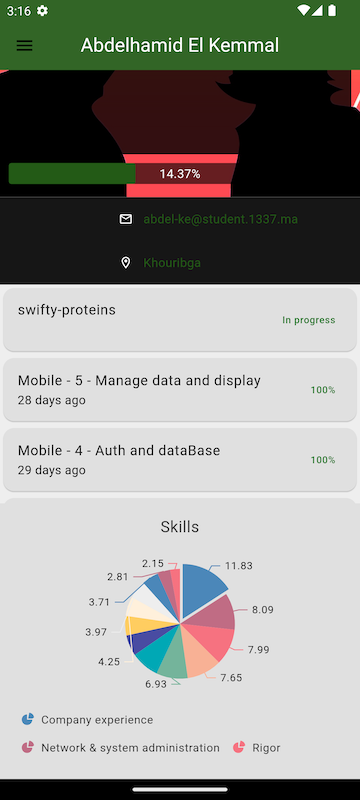 3:16
Abdelhamid El Kemmal
14.37%
abdel-ke@student.1337.ma
Khouribga
swifty-proteins
In progress
Mobile - 5 - Manage data and display
28 days ago
100%
Mobile - 4 - Auth and dataBase
29 days ago
100%
Skills
2.15
11.83
2.81
3.71
8.09
3.97
7.99
4.25
7.65
6.93
Company experience
Network & system administration
Rigor